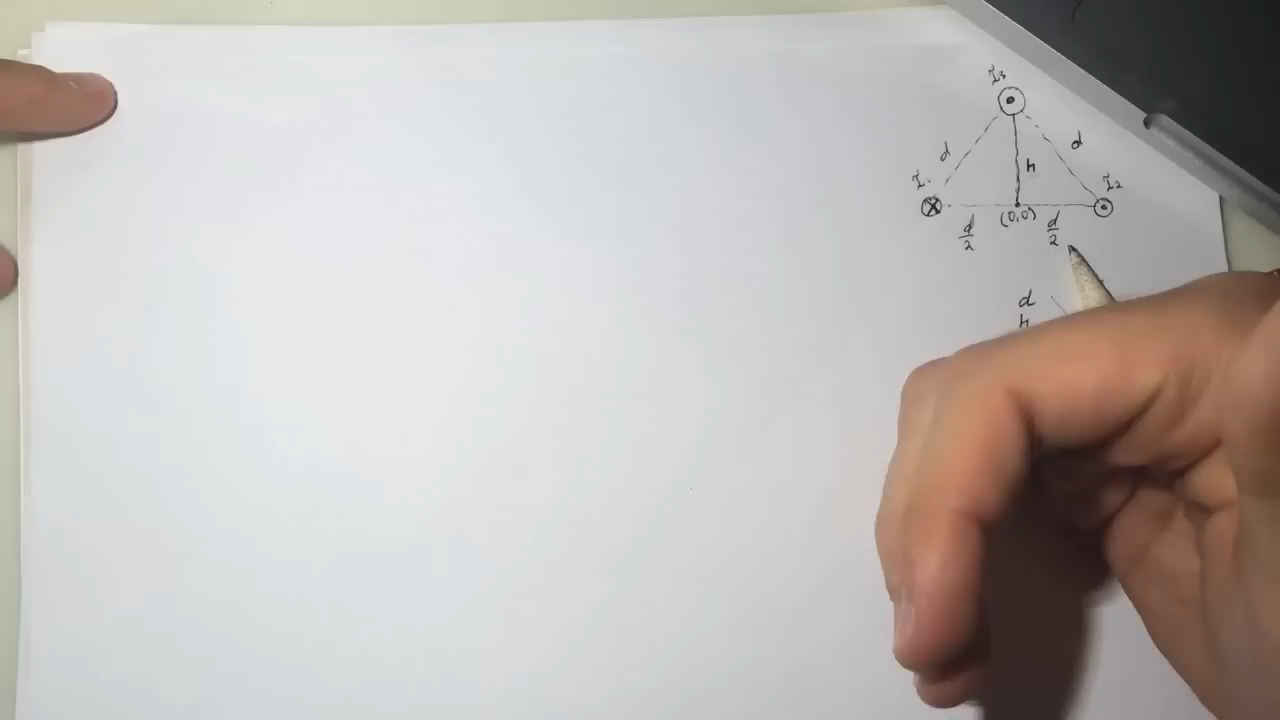 I₃
d
d
h
I₁
I₂
(0,0)
d/2
d/2
d
h